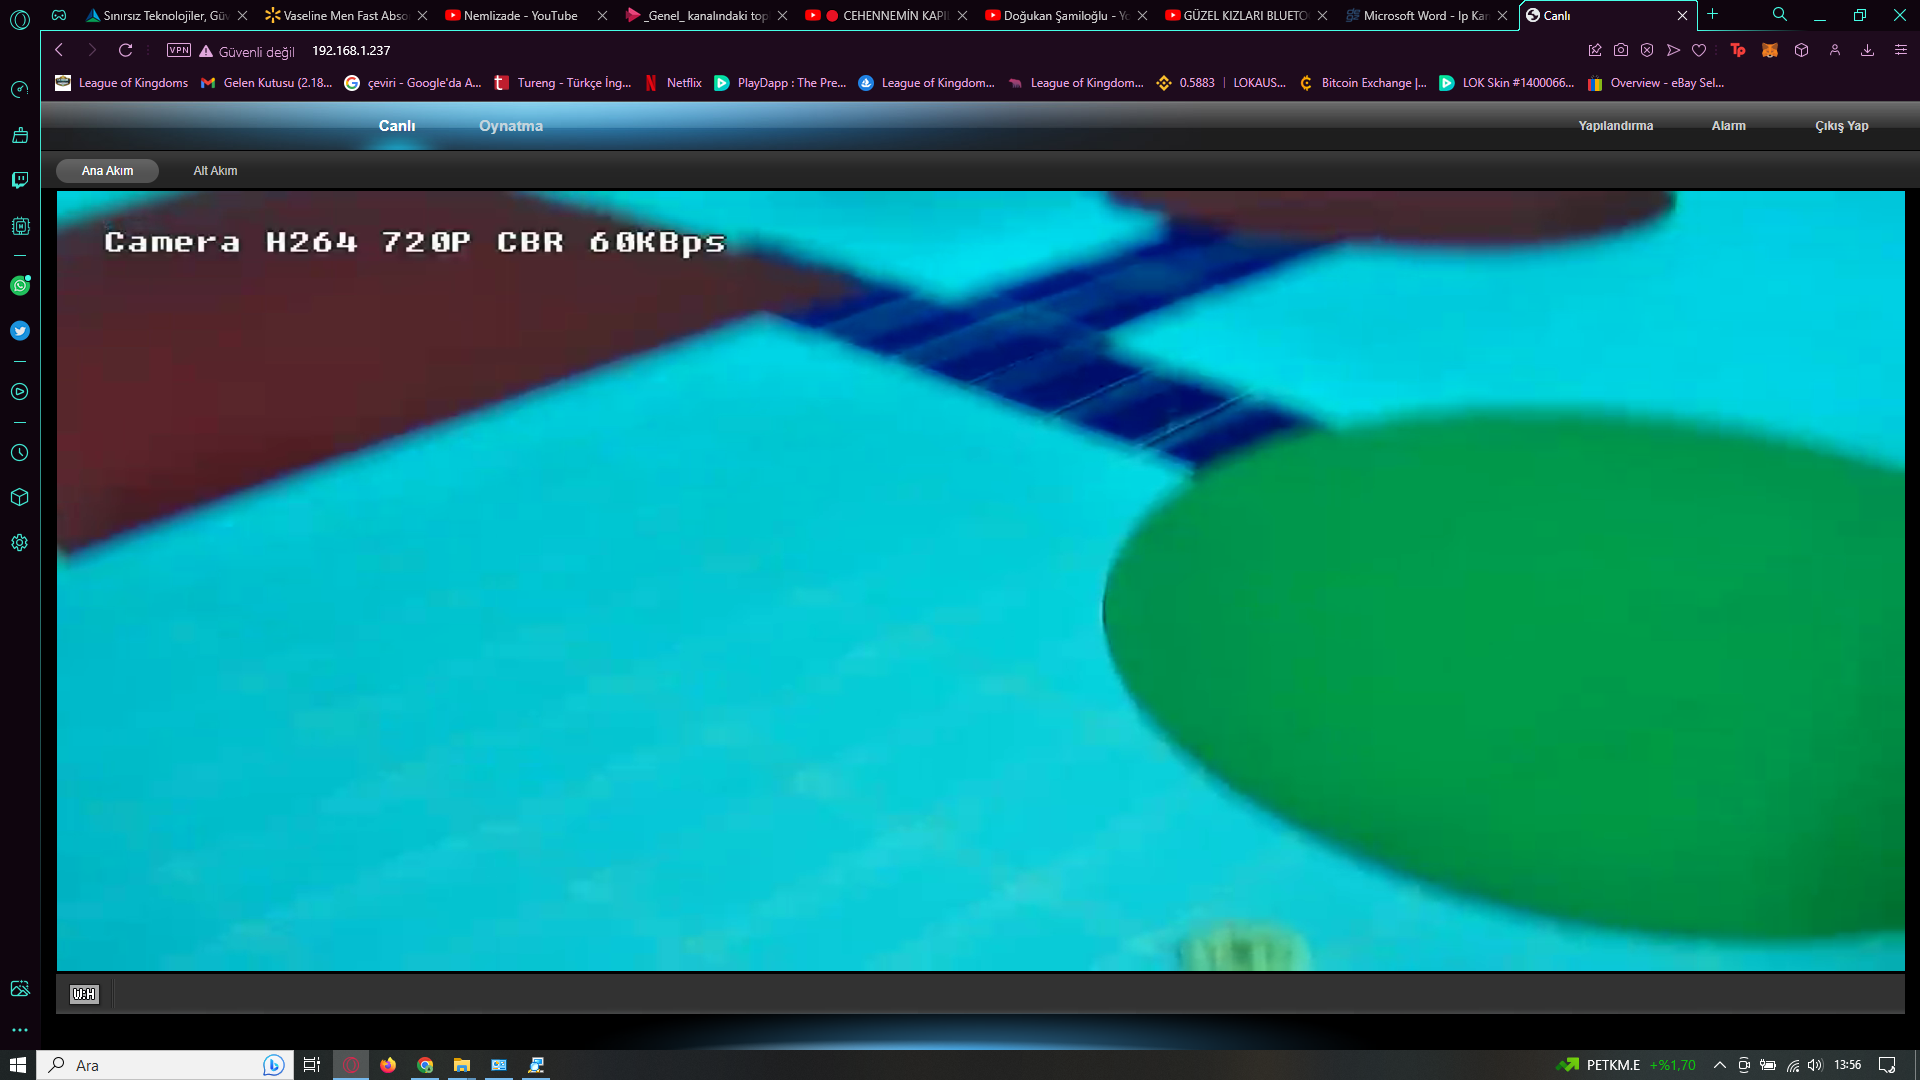 Sınırsız Teknolojiler, Gü
Vaseline Men Fast Abso
Nemlizade - YouTube
_Genel_ kanalındaki top
CEHENNEMİN KAPI
Doğukan Şamiloğlu - Yo
GÜZEL KIZLARI BLUETO
Microsoft Word - Ip Ka
Canlı
VPN
Güvenli değil
192.168.1.237
League of Kingdoms
Gelen Kutusu (2.18...
çeviri - Google'da A...
Tureng - Türkçe İng...
Netflix
PlayDapp : The Pre...
League of Kingdom...
League of Kingdom...
0.5883 | LOKAUS...
Bitcoin Exchange |...
LOK Skin #1400066...
Overview - eBay Sel...
Canlı
Oynatma
Yapılandırma
Alarm
Çıkış Yap
Ana Akım
Alt Akım
Camera H264 720P CBR 60KBps
W:H
Ara
PETKM.E +%1,70
13:56